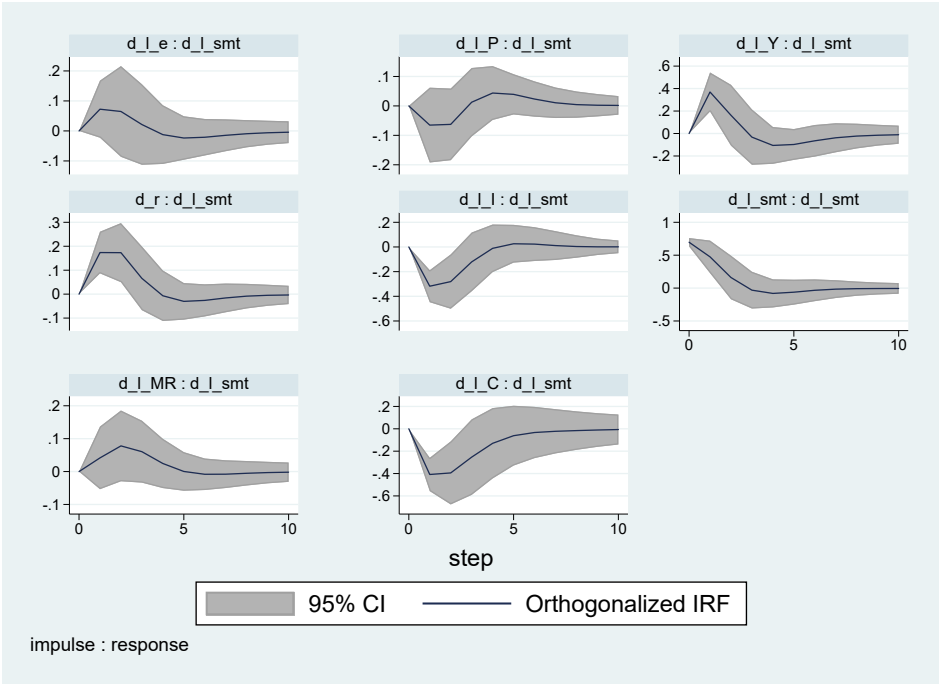 d_l_e : d_l_smt
.2
.1
0
-.1
d_l_P : d_l_smt
.1
0
-.1
-.2
d_l_Y : d_l_smt
.6
.4
.2
0
-.2
d_r : d_l_smt
.3
.2
.1
0
-.1
d_l_I : d_l_smt
.2
0
-.2
-.4
-.6
d_l_smt : d_l_smt
1
.5
0
-.5
0 5 10
d_l_MR : d_l_smt
.2
.1
0
-.1
0 5 10
d_l_C : d_l_smt
.2
0
-.2
-.4
-.6
0 5 10
step
95% CI Orthogonalized IRF
impulse : response